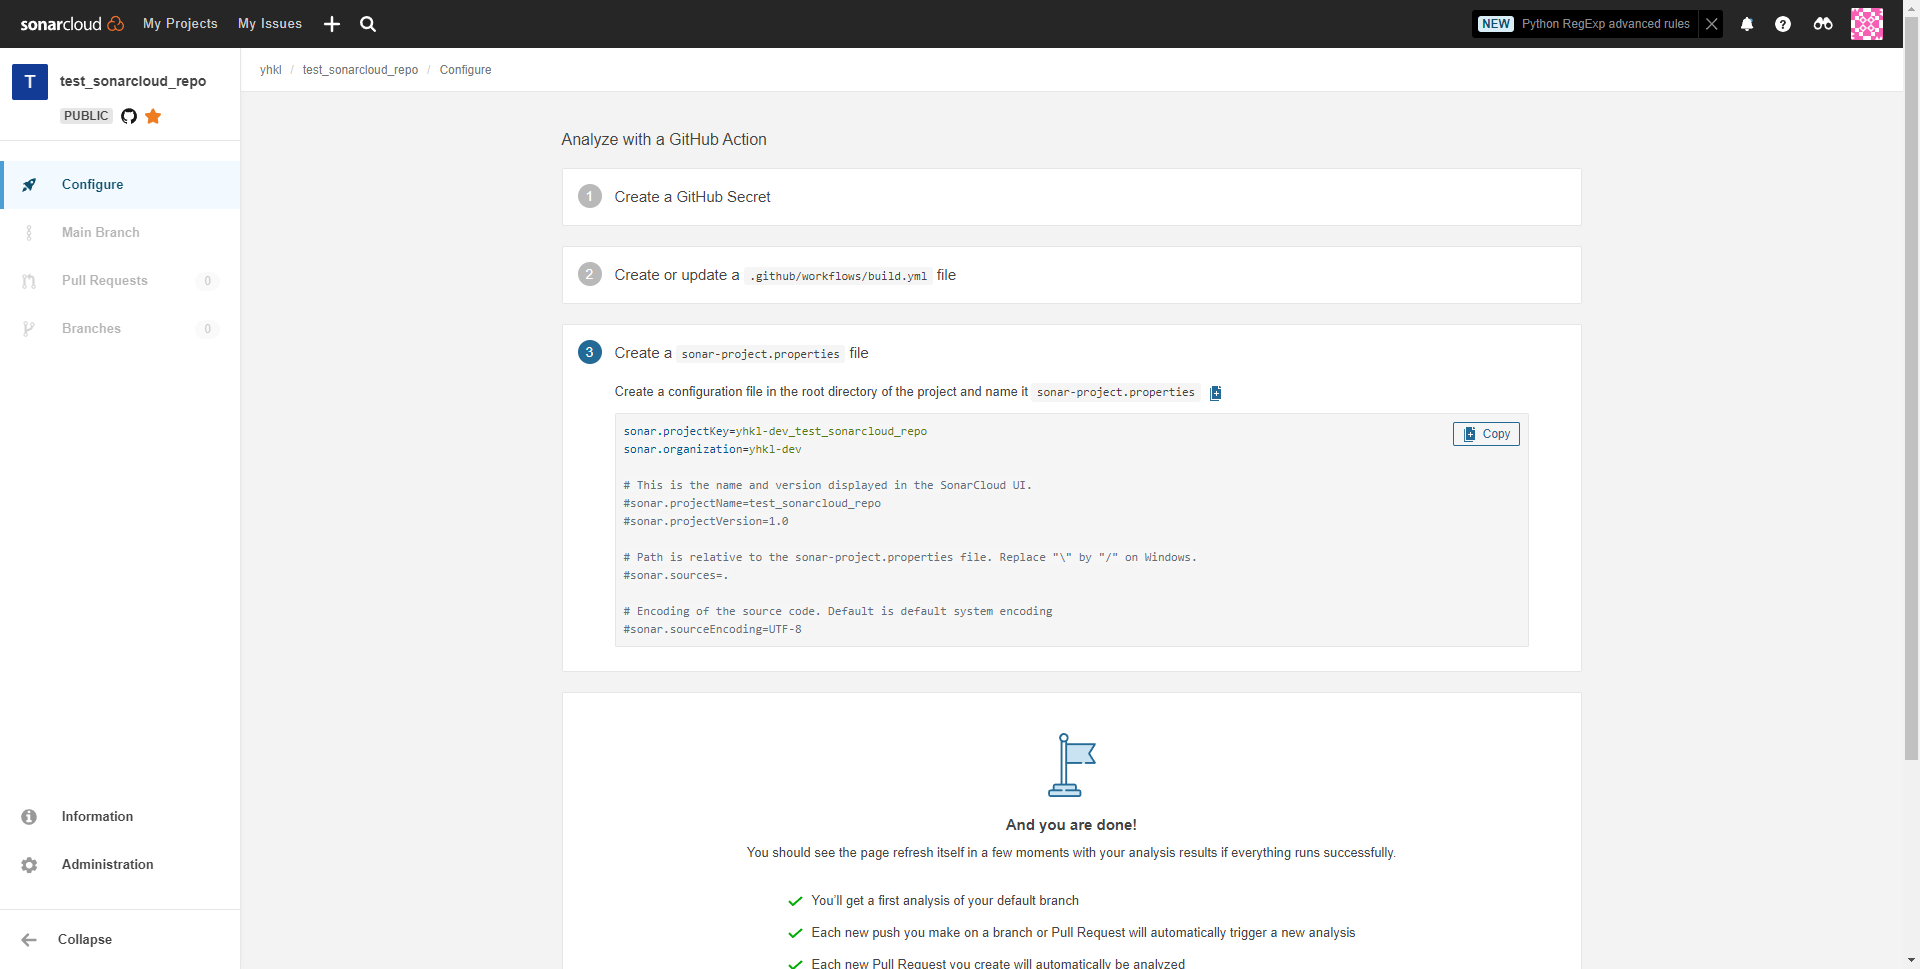 sonarcloud My Projects My Issues NEW Python RegExp advanced rules
T test_sonarcloud_repo
PUBLIC
yhkl / test_sonarcloud_repo / Configure
Configure
Main Branch
Pull Requests 0
Branches 0
Information
Administration
Collapse
Analyze with a GitHub Action
1 Create a GitHub Secret
2 Create or update a .github/workflows/build.yml file
3 Create a sonar-project.properties file
Create a configuration file in the root directory of the project and name it sonar-project.properties
Copy
sonar.projectKey=yhkl-dev_test_sonarcloud_repo
sonar.organization=yhkl-dev
# This is the name and version displayed in the SonarCloud UI.
#sonar.projectName=test_sonarcloud_repo
#sonar.projectVersion=1.0
# Path is relative to the sonar-project.properties file. Replace "\" by "/" on Windows.
#sonar.sources=.
# Encoding of the source code. Default is default system encoding
#sonar.sourceEncoding=UTF-8
And you are done!
You should see the page refresh itself in a few moments with your analysis results if everything runs successfully.
You'll get a first analysis of your default branch
Each new push you make on a branch or Pull Request will automatically trigger a new analysis
Each new Pull Request you create will automatically be analyzed